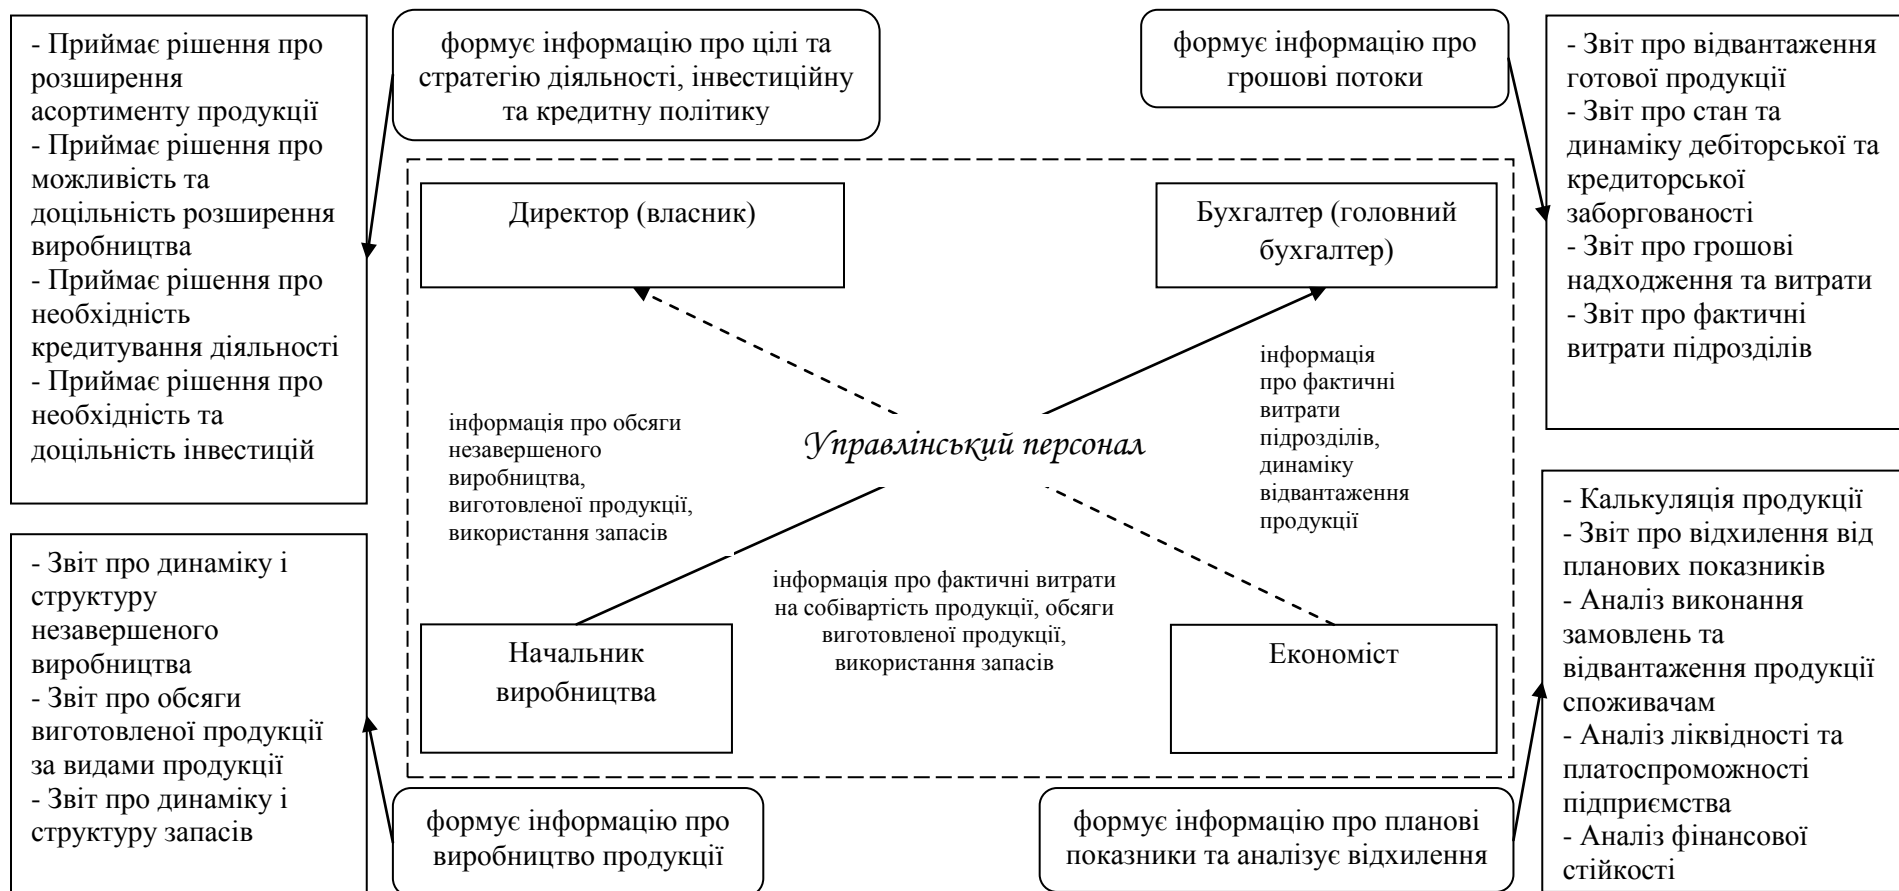 - Приймає рішення про
розширення
асортименту продукції
- Приймає рішення про
можливість та
доцільність розширення
виробництва
- Приймає рішення про
необхідність
кредитування діяльності
- Приймає рішення про
необхідність та
доцільність інвестицій
формує інформацію про цілі та
стратегію діяльності, інвестиційну
та кредитну політику
формує інформацію про
грошові потоки
- Звіт про відвантаження
готової продукції
- Звіт про стан та
динаміку дебіторської та
кредиторської
заборгованості
- Звіт про грошові
надходження та витрати
- Звіт про фактичні
витрати підрозділів
Директор (власник)
Бухгалтер (головний
бухгалтер)
інформація про обсяги
незавершеного
виробництва,
виготовленої продукції,
використання запасів
Управлінський персонал
інформація
про фактичні
витрати
підрозділів,
динаміку
відвантаження
продукції
інформація про фактичні витрати
на собівартість продукції, обсяги
виготовленої продукції,
використання запасів
Начальник
виробництва
Економіст
- Звіт про динаміку і
структуру
незавершеного
виробництва
- Звіт про обсяги
виготовленої продукції
за видами продукції
- Звіт про динаміку і
структуру запасів
формує інформацію про
виробництво продукції
формує інформацію про планові
показники та аналізує відхилення
- Калькуляція продукції
- Звіт про відхилення від
планових показників
- Аналіз виконання
замовлень та
відвантаження продукції
споживачам
- Аналіз ліквідності та
платоспроможності
підприємства
- Аналіз фінансової
стійкості